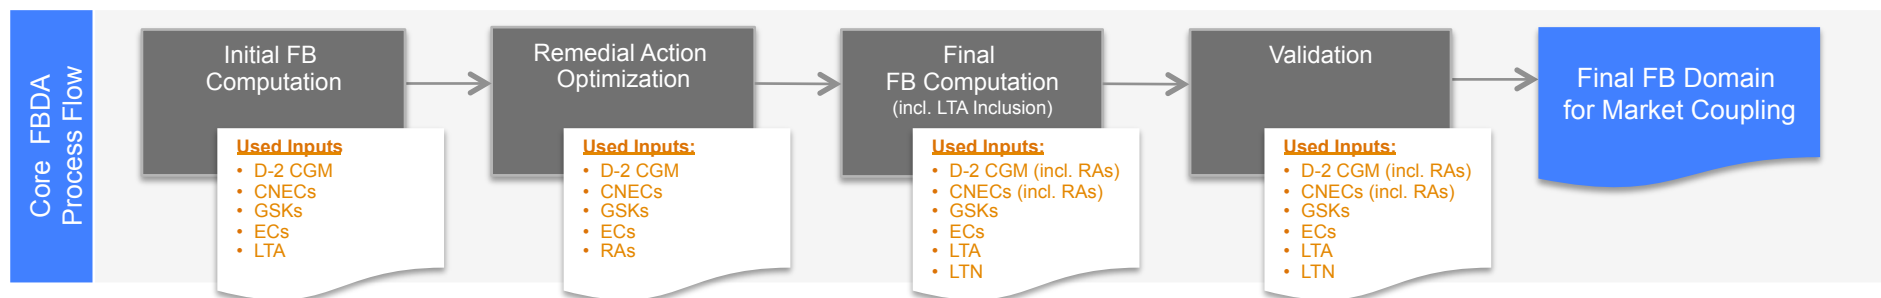 Core FBDA
Process Flow
Initial FB
Computation
Used Inputs
• D-2 CGM
• CNECs
• GSKs
• ECs
• LTA
Remedial Action
Optimization
Used Inputs:
• D-2 CGM
• CNECs
• GSKs
• ECs
• RAs
Final
FB Computation
(incl. LTA Inclusion)
Used Inputs:
• D-2 CGM (incl. RAs)
• CNECs (incl. RAs)
• GSKs
• ECs
• LTA
• LTN
Validation
Used Inputs:
• D-2 CGM (incl. RAs)
• CNECs (incl. RAs)
• GSKs
• ECs
• LTA
• LTN
Final FB Domain
for Market Coupling